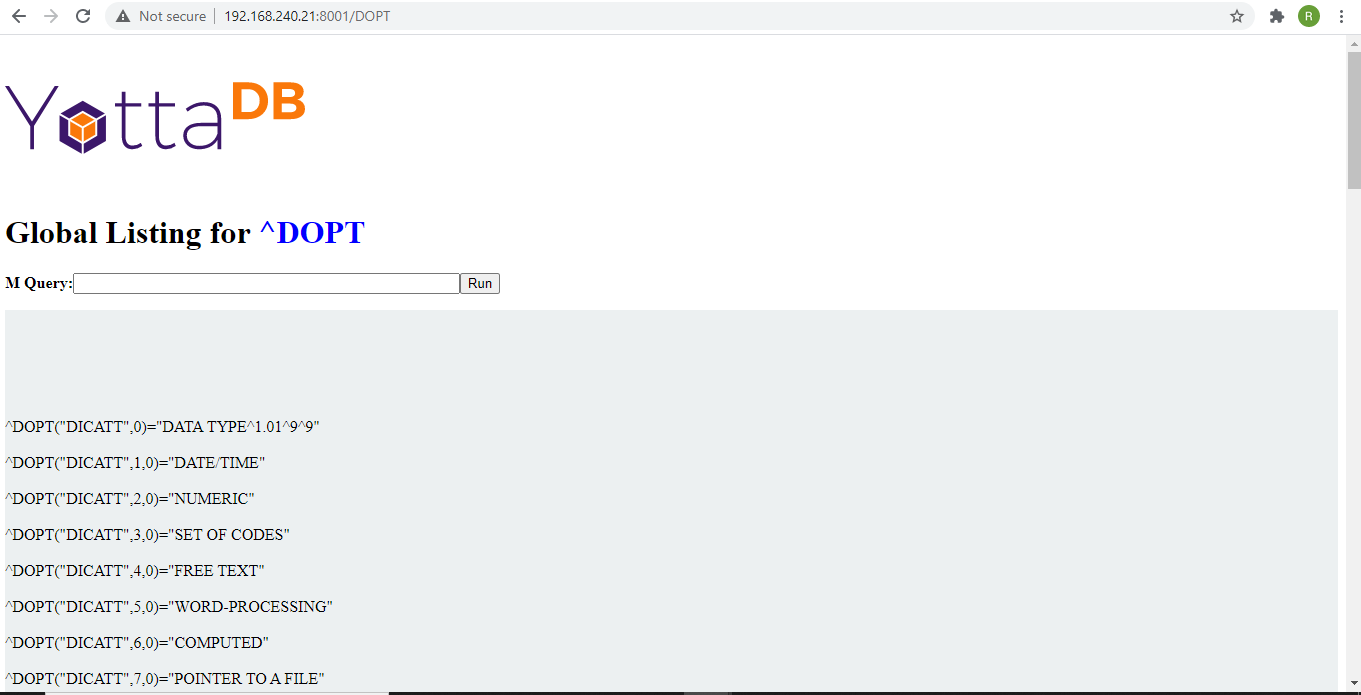 Not secure | 192.168.240.21:8001/DOPT
R
YottaDB
Global Listing for ^DOPT
M Query: Run
^DOPT("DICATT",0)="DATA TYPE^1.01^9^9"
^DOPT("DICATT",1,0)="DATE/TIME"
^DOPT("DICATT",2,0)="NUMERIC"
^DOPT("DICATT",3,0)="SET OF CODES"
^DOPT("DICATT",4,0)="FREE TEXT"
^DOPT("DICATT",5,0)="WORD-PROCESSING"
^DOPT("DICATT",6,0)="COMPUTED"
^DOPT("DICATT",7,0)="POINTER TO A FILE"